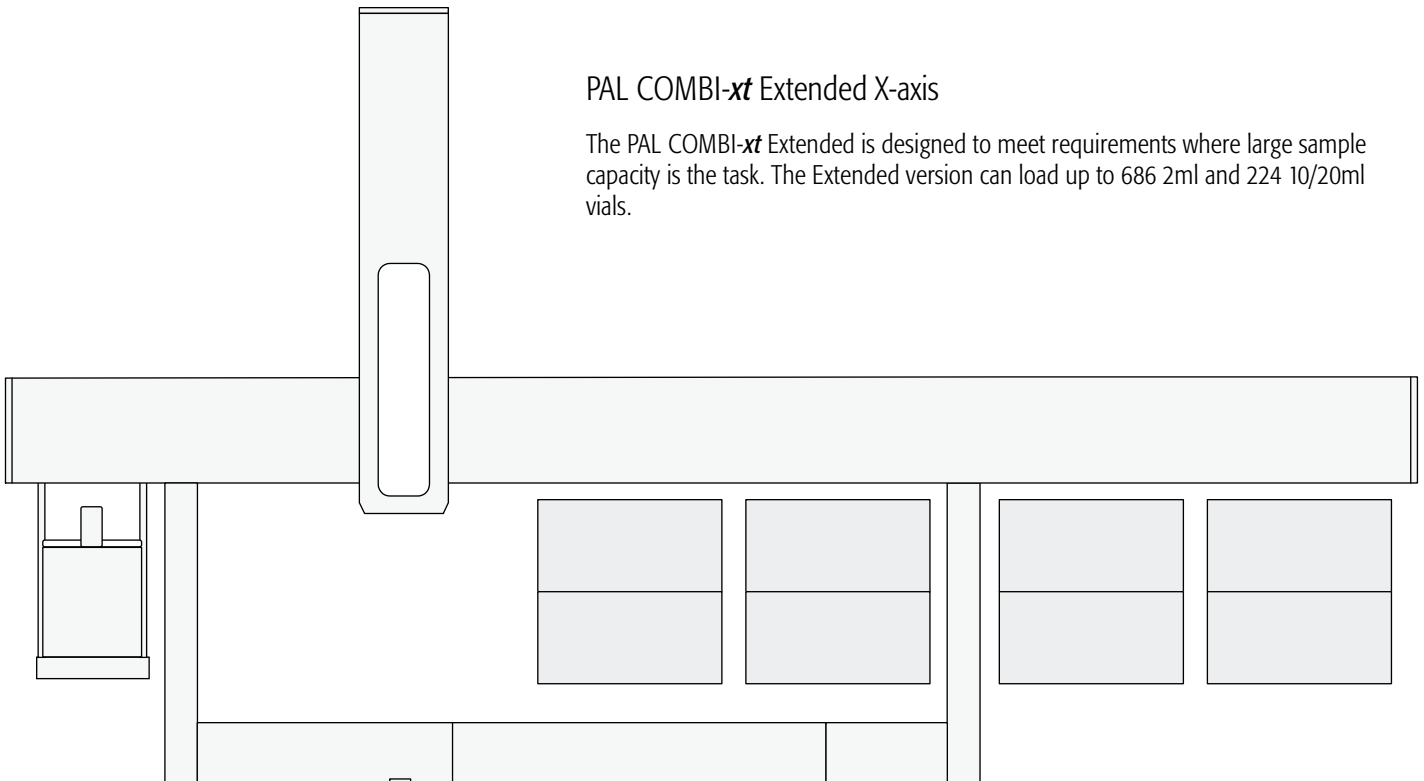 PAL COMBI-xt Extended X-axis
The PAL COMBI-xt Extended is designed to meet requirements where large sample
capacity is the task. The Extended version can load up to 686 2ml and 224 10/20ml
vials.